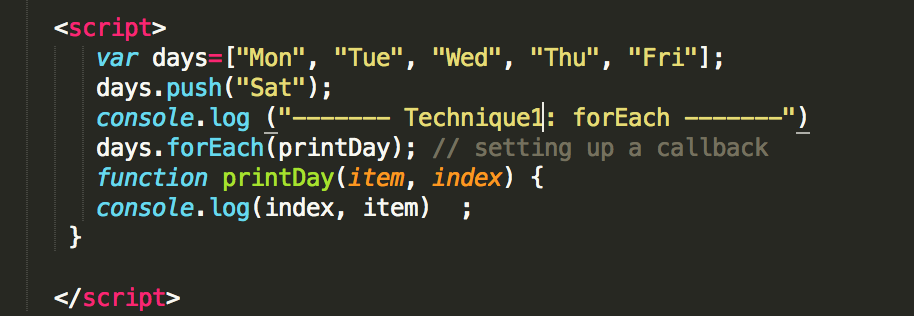 <script>
var days=["Mon", "Tue", "Wed", "Thu", "Fri"];
days.push("Sat");
console.log ("------- Technique1: forEach -------")
days.forEach(printDay); // setting up a callback
function printDay(item, index) {
console.log(index, item)  ;
}
</script>